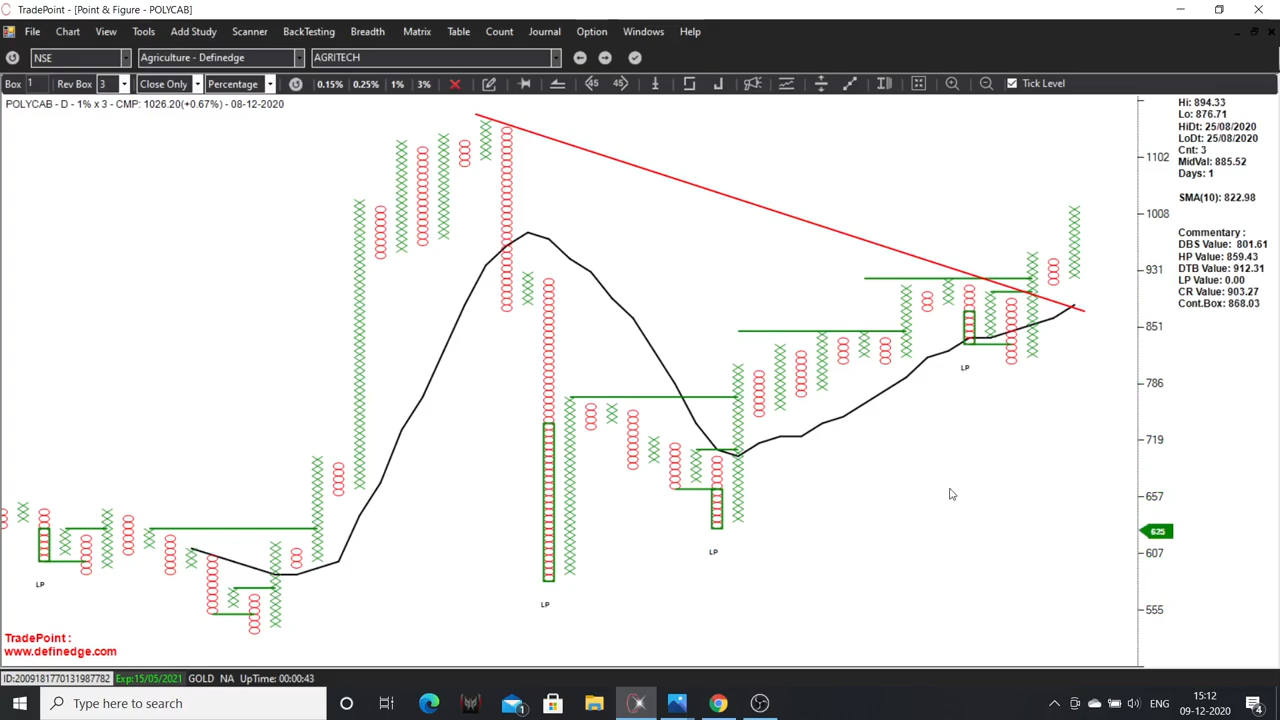 TradePoint - [Point & Figure - POLYCAB]
File Chart View Tools Add Study Scanner BackTesting Breadth Matrix Table Count Journal Option Windows Help
NSE Agriculture - Definedge AGRITECH
Box 1 Rev Box 3 Close Only Percentage 0.15% 0.25% 1% 3% 45 45 Tick Level
POLYCAB - D - 1% x 3 - CMP: 1026.20(+0.67%) - 08-12-2020
Hi: 894.33
Lo: 876.71
HiDt: 25/08/2020
LoDt: 25/08/2020
Cnt: 3
MidVal: 885.52
Days: 1
SMA(10): 822.98
Commentary :
DBS Value: 801.61
HP Value: 859.43
DTB Value: 912.31
LP Value: 0.00
CR Value: 903.27
Cont.Box: 868.03
1102
1008
931
851
786
719
657
625
607
555
LP
LP
LP
LP
TradePoint :
www.definedge.com
ID:2009181770131987782 Exp:15/05/2021 GOLD NA UpTime: 00:00:43
Type here to search
1
ENG
15:12
09-12-2020
4